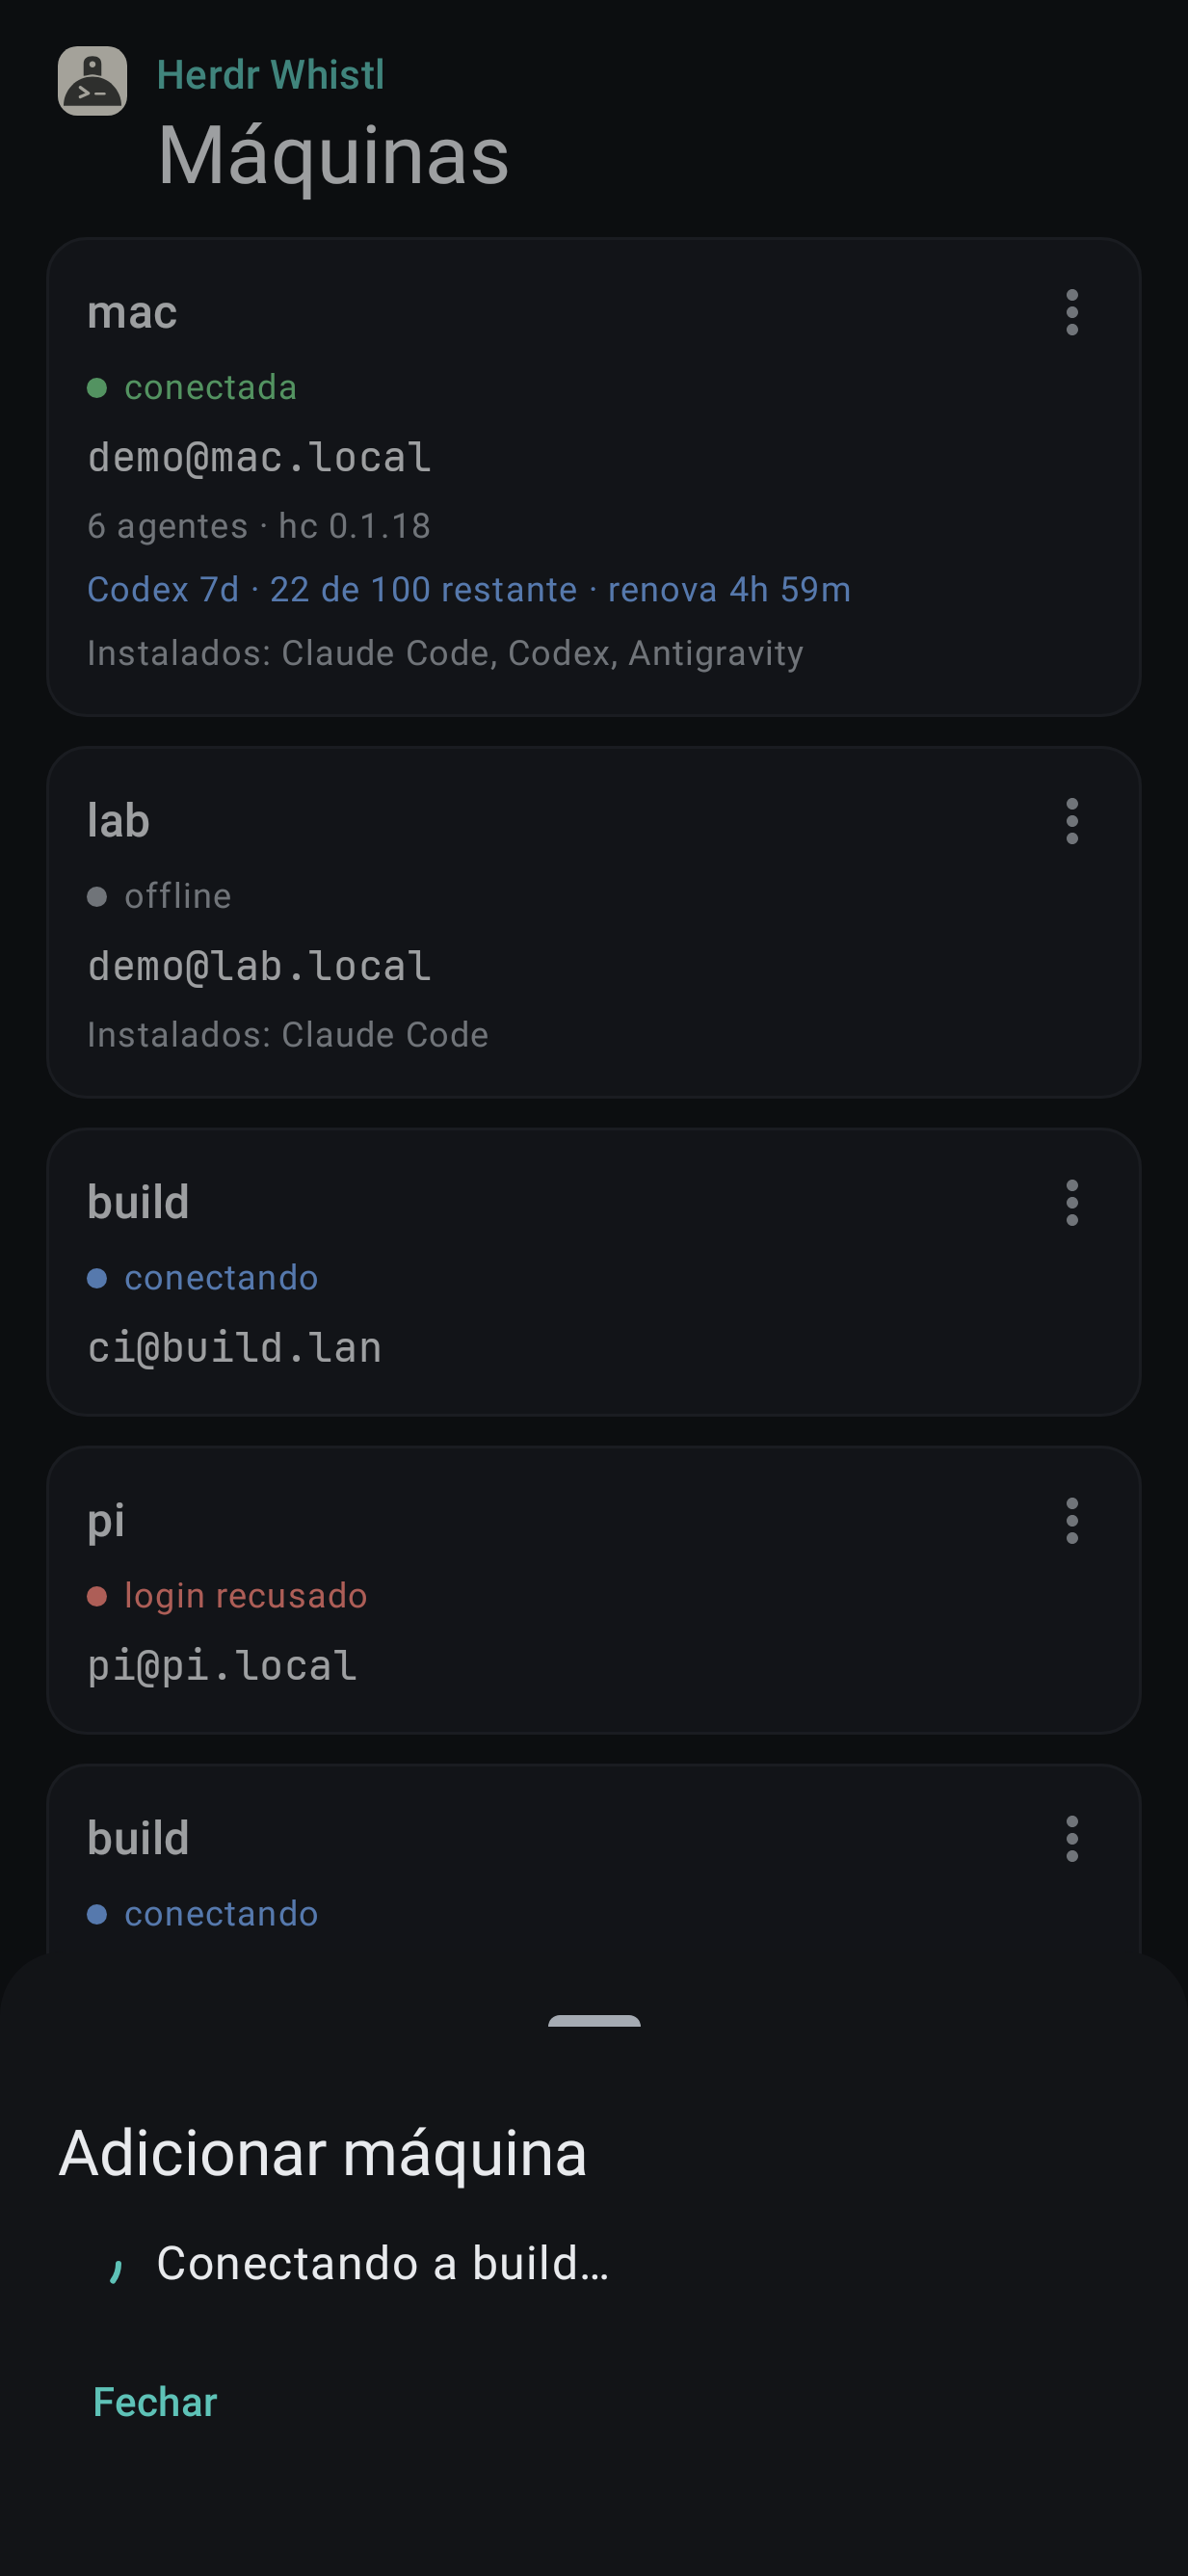 Herdr Whistl
Máquinas
mac
conectada
demo@mac.local
6 agentes · hc 0.1.18
Codex 7d · 22 de 100 restante · renova 4h 59m
Instalados: Claude Code, Codex, Antigravity
lab
offline
demo@lab.local
Instalados: Claude Code
build
conectando
ci@build.lan
pi
login recusado
pi@pi.local
build
conectando
Adicionar máquina
Conectando a build…
Fechar